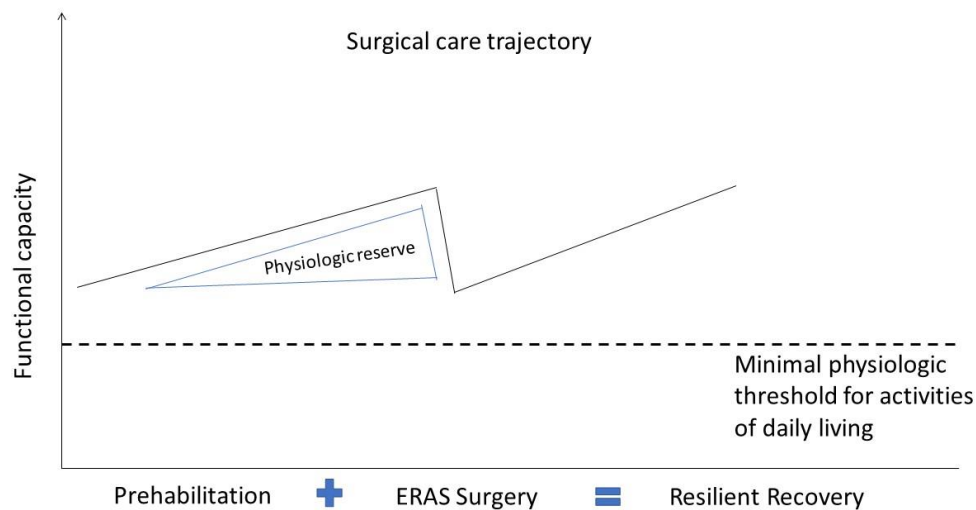 Surgical care trajectory
Functional capacity
Physiologic reserve
Minimal physiologic
threshold for activities
of daily living
Prehabilitation + ERAS Surgery = Resilient Recovery